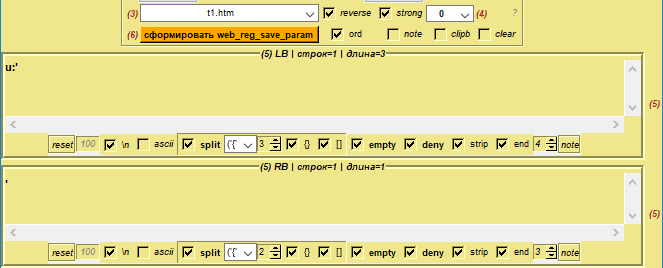 (3) t1.htm reverse strong 0 (4) ?
(6) сформировать web_reg_save_param ord note clipb clear
(5) LB | строк=1 | длина=3
u:'
(5)
reset 100 \n ascii split ('{' 3 {} [] empty deny strip end 4 note
(5) RB | строк=1 | длина=1
'
(5)
reset 100 \n ascii split ('{' 2 {} [] empty deny strip end 3 note